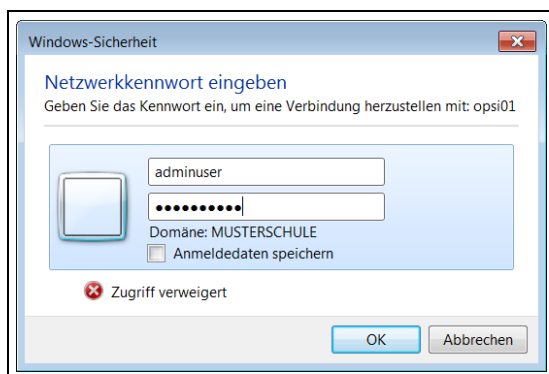 Windows-Sicherheit
Netzwerkkennwort eingeben
Geben Sie das Kennwort ein, um eine Verbindung herzustellen mit: opsi01
adminuser
●●●●●●●●●●
Domäne: MUSTERSCHULE
Anmeldedaten speichern
Zugriff verweigert
OK
Abbrechen